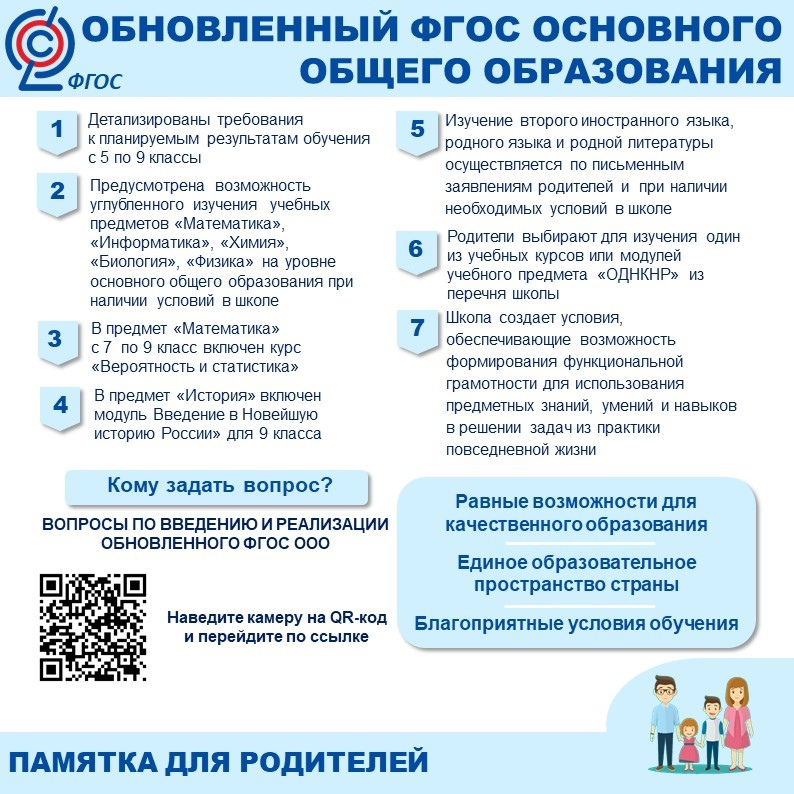 ОБНОВЛЕННЫЙ ФГОС ОСНОВНОГО
ОБЩЕГО ОБРАЗОВАНИЯ
ФГОС
1
Детализированы требования
к планируемым результатам обучения
с 5 по 9 классы
2
Предусмотрена возможность
углубленного изучения учебных
предметов «Математика»,
«Информатика», «Химия»,
«Биология», «Физика» на уровне
основного общего образования при
наличии условий в школе
3
В предмет «Математика»
с 7 по 9 класс включен курс
«Вероятность и статистика»
4
В предмет «История» включен
модуль Введение в Новейшую
историю России» для 9 класса
5
Изучение второго иностранного языка,
родного языка и родной литературы
осуществляется по письменным
заявлениям родителей и при наличии
необходимых условий в школе
6
Родители выбирают для изучения один
из учебных курсов или модулей
учебного предмета «ОДНКНР» из
перечня школы
7
Школа создает условия,
обеспечивающие возможность
формирования функциональной
грамотности для использования
предметных знаний, умений и навыков
в решении задач из практики
повседневной жизни
Кому задать вопрос?
ВОПРОСЫ ПО ВВЕДЕНИЮ И РЕАЛИЗАЦИИ
ОБНОВЛЕННОГО ФГОС ООО
Наведите камеру на QR-код
и перейдите по ссылке
Равные возможности для
качественного образования
Единое образовательное
пространство страны
Благоприятные условия обучения
ПАМЯТКА ДЛЯ РОДИТЕЛЕЙ